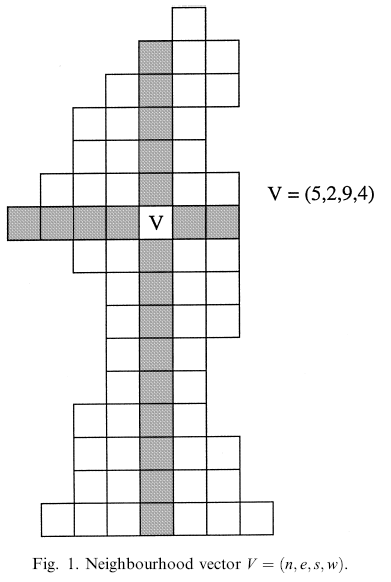 V = (5,2,9,4)
V
Fig. 1. Neighbourhood vector V = (n, e, s, w).